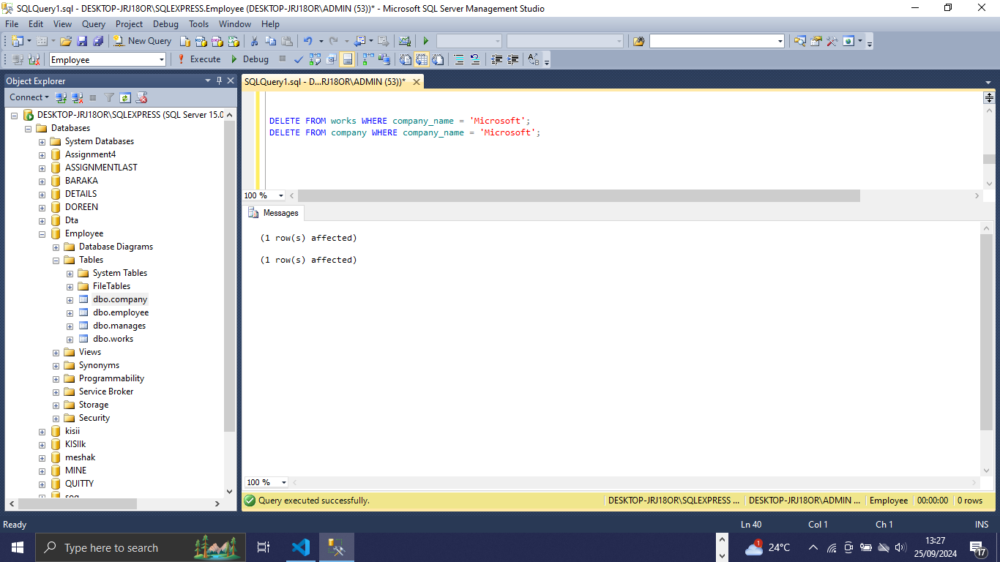 SQLQuery1.sql - DESKTOP-JRJ18OR\SQLEXPRESS.Employee (DESKTOP-JRJ18OR\ADMIN (53))* - Microsoft SQL Server Management Studio
File Edit View Query Project Debug Tools Window Help
New Query
Employee Execute Debug
Object Explorer
Connect
DESKTOP-JRJ18OR\SQLEXPRESS (SQL Server 15.0
Databases
System Databases
Assignment4
ASSIGNMENTLAST
BARAKA
DETAILS
DOREEN
Dta
Employee
Database Diagrams
Tables
System Tables
FileTables
dbo.company
dbo.employee
dbo.manages
dbo.works
Views
Synonyms
Programmability
Service Broker
Storage
Security
kisii
KISIIk
meshak
MINE
QUITTY
SQLQuery1.sql - D...RJ18OR\ADMIN (53))*
DELETE FROM works WHERE company_name = 'Microsoft';
DELETE FROM company WHERE company_name = 'Microsoft';
100 %
Messages
(1 row(s) affected)
(1 row(s) affected)
100 %
Query executed successfully. DESKTOP-JRJ18OR\SQLEXPRESS ... DESKTOP-JRJ18OR\ADMIN ... Employee 00:00:00 0 rows
Ready Ln 40 Col 1 Ch 1 INS
Type here to search 1 24°C 13:27
25/09/2024 17